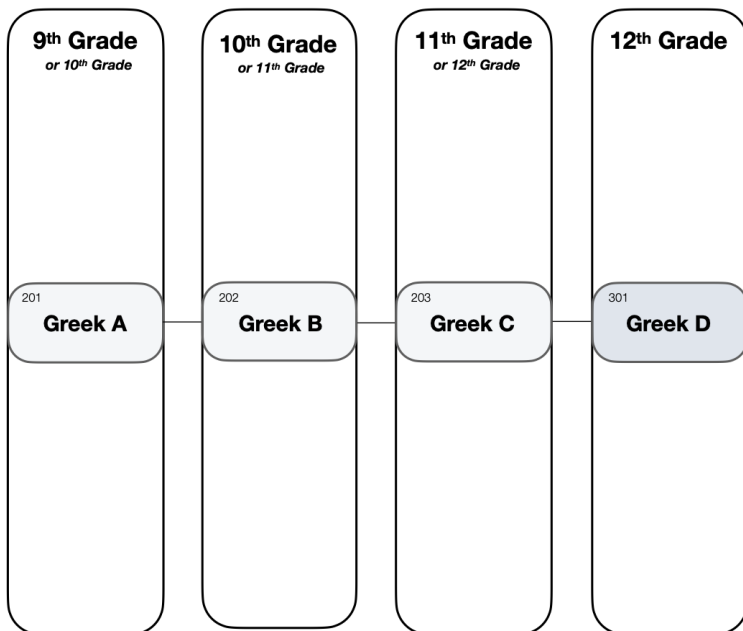 9th Grade
or 10th Grade
201
Greek A
10th Grade
or 11th Grade
202
Greek B
11th Grade
or 12th Grade
203
Greek C
12th Grade
301
Greek D